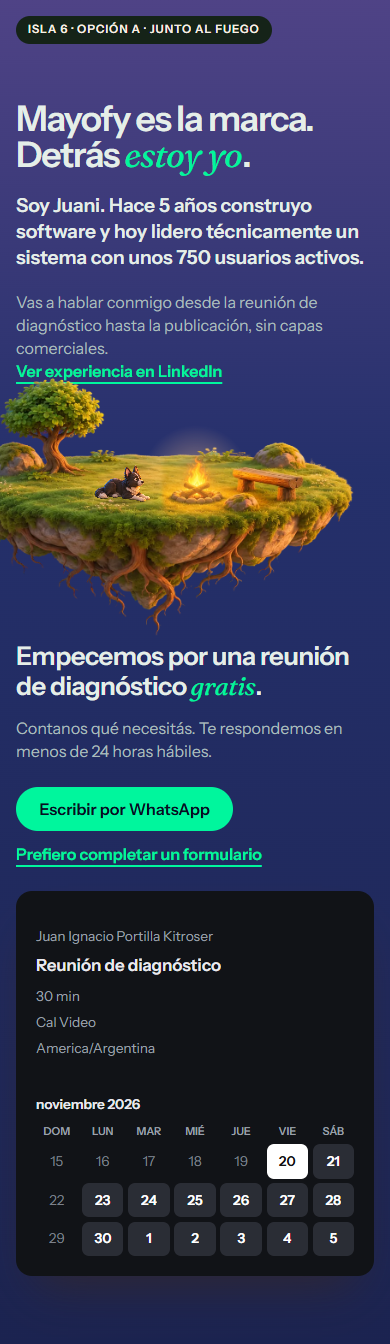 ISLA 6 · OPCIÓN A · JUNTO AL FUEGO
Mayofy es la marca.
Detrás estoy yo.
Soy Juani. Hace 5 años construyo
software y hoy lidero técnicamente un
sistema con unos 750 usuarios activos.
Vas a hablar conmigo desde la reunión de
diagnóstico hasta la publicación, sin capas
comerciales.
Ver experiencia en LinkedIn
Empecemos por una reunión
de diagnóstico gratis.
Contanos qué necesitás. Te respondemos en
menos de 24 horas hábiles.
Escribir por WhatsApp
Prefiero completar un formulario
Juan Ignacio Portilla Kitroser
Reunión de diagnóstico
30 min
Cal Video
America/Argentina
noviembre 2026
DOM LUN MAR MIÉ JUE VIE SÁB
15 16 17 18 19 20 21
22 23 24 25 26 27 28
29 30 1 2 3 4 5